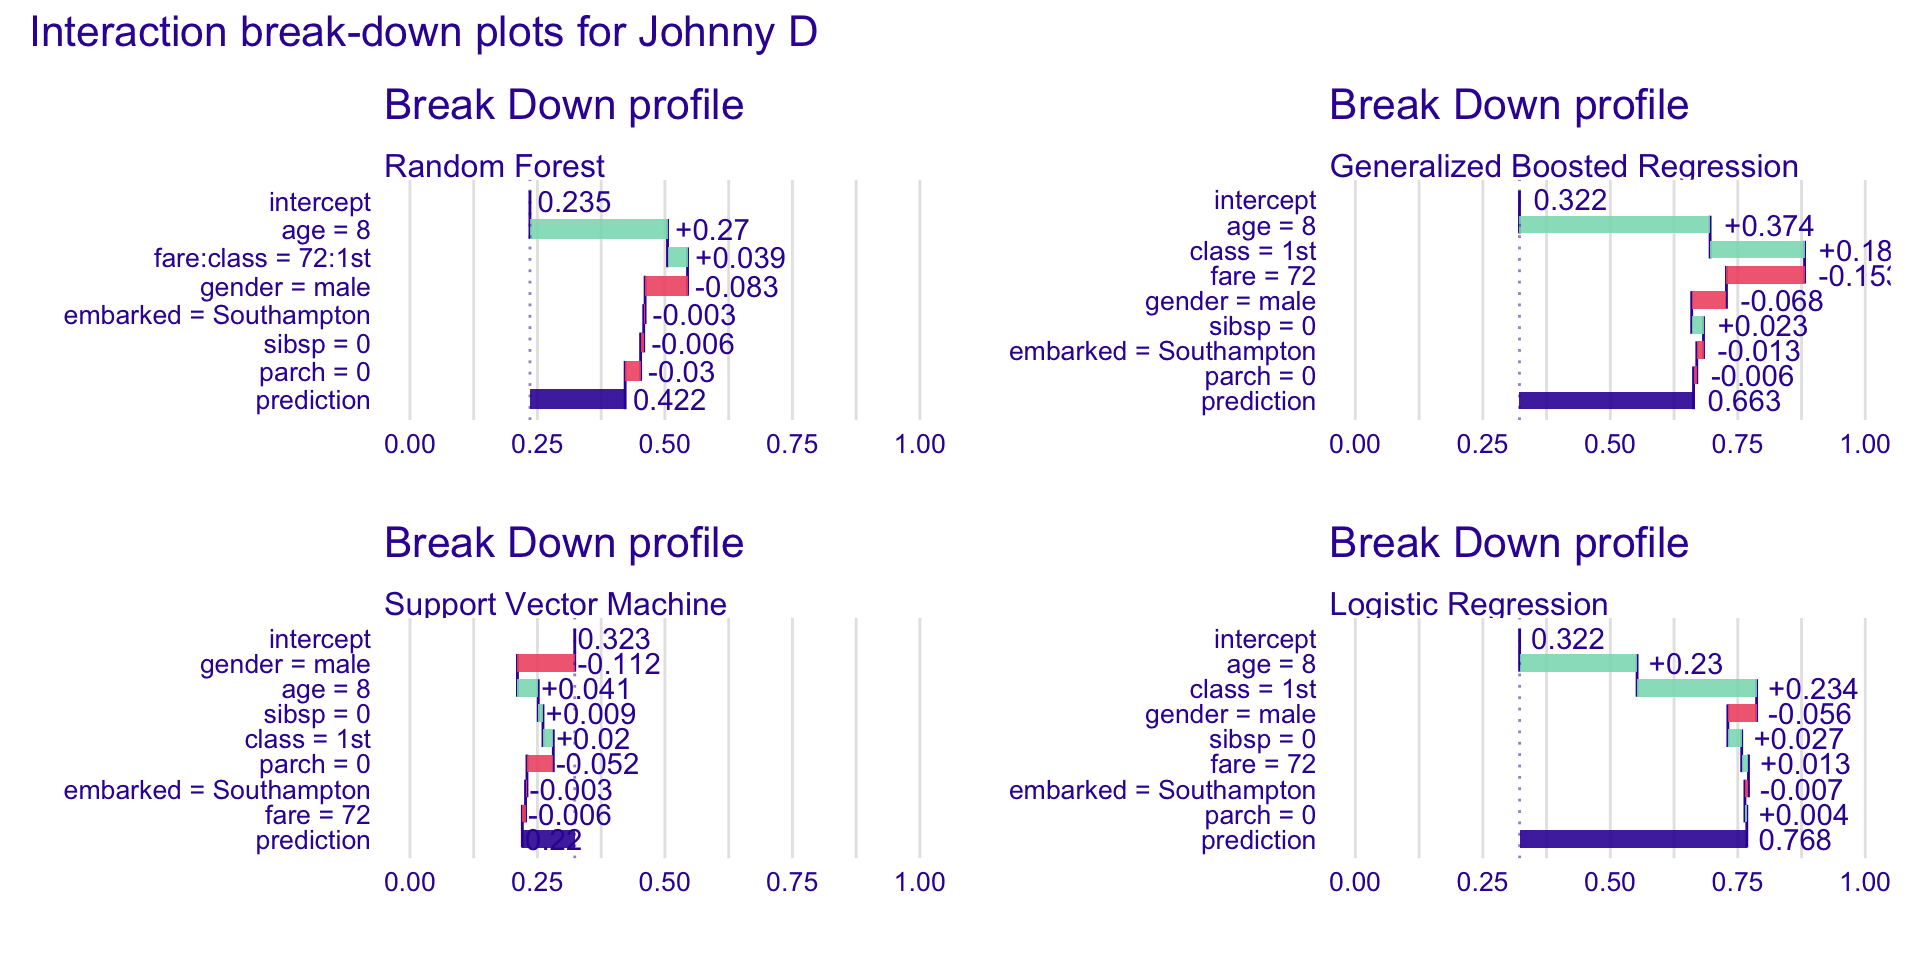 Interaction break-down plots for Johnny D
Break Down profile
Random Forest
intercept 0.235
age = 8 +0.27
fare:class = 72:1st +0.039
gender = male -0.083
embarked = Southampton -0.003
sibsp = 0 -0.006
parch = 0 -0.03
prediction 0.422
0.00 0.25 0.50 0.75 1.00
Break Down profile
Generalized Boosted Regression
intercept 0.322
age = 8 +0.374
class = 1st +0.18
fare = 72
gender = male -0.068
sibsp = 0 +0.023
embarked = Southampton -0.013
parch = 0 -0.006
prediction 0.663
0.00 0.25 0.50 0.75 1.00
Break Down profile
Support Vector Machine
intercept 0.323
gender = male -0.112
age = 8 +0.041
sibsp = 0 +0.009
class = 1st +0.02
parch = 0 -0.052
embarked = Southampton -0.003
fare = 72 -0.006
prediction 0.22
0.00 0.25 0.50 0.75 1.00
Break Down profile
Logistic Regression
intercept 0.322
age = 8 +0.23
class = 1st +0.234
gender = male -0.056
sibsp = 0 +0.027
fare = 72 +0.013
embarked = Southampton -0.007
parch = 0 +0.004
prediction 0.768
0.00 0.25 0.50 0.75 1.00